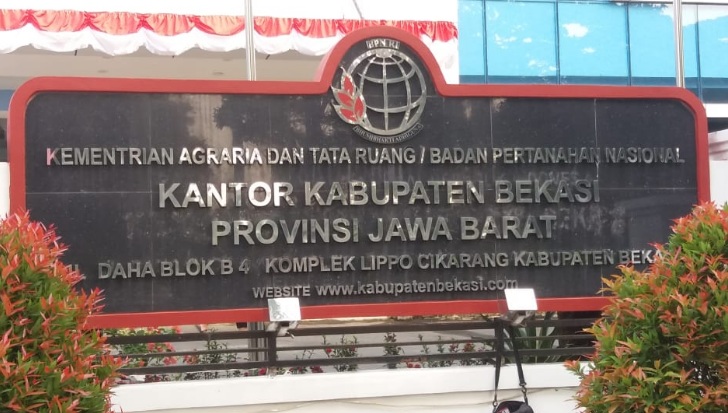 KEMENTRIAN AGRARIA DAN TATA RUANG / BADAN PERTANAHAN NASIONAL
KANTOR KABUPATEN BEKASI
PROVINSI JAWA BARAT
DAHA BLOK B 4 KOMPLEK LIPPO CIKARANG KABUPATEN BEKA
WEBSITE www.kabupatenbekasi.com